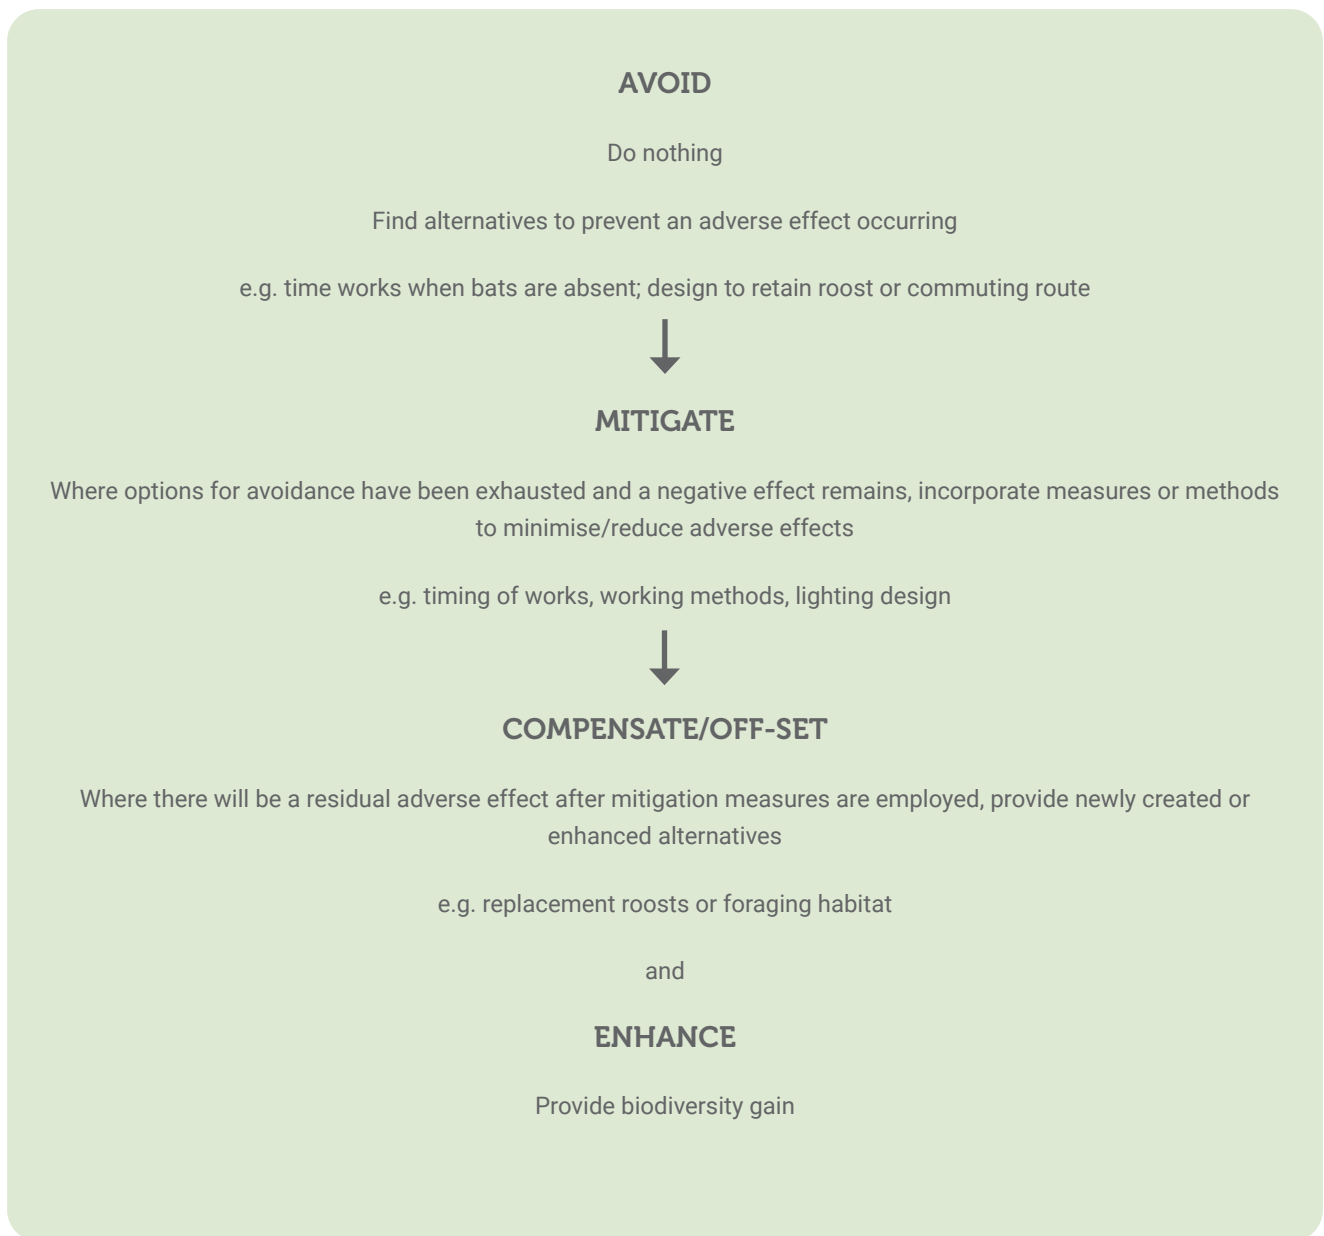 AVOID
Do nothing
Find alternatives to prevent an adverse effect occurring
e.g. time works when bats are absent; design to retain roost or commuting route
MITIGATE
Where options for avoidance have been exhausted and a negative effect remains, incorporate measures or methods
to minimise/reduce adverse effects
e.g. timing of works, working methods, lighting design
COMPENSATE/OFF-SET
Where there will be a residual adverse effect after mitigation measures are employed, provide newly created or
enhanced alternatives
e.g. replacement roosts or foraging habitat
and
ENHANCE
Provide biodiversity gain